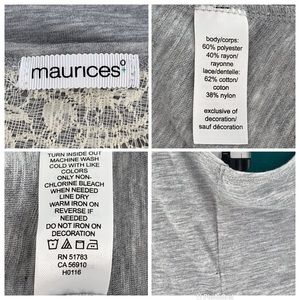 maurices
body/corps:
60% polyester
40% rayon/
rayonne
lace/dentelle:
62% cotton/
coton
38% nylon
exclusive of
decoration/
sauf décoration
TURN INSIDE OUT
MACHINE WASH
COLD WITH LIKE
COLORS
ONLY NON-
CHLORINE BLEACH
WHEN NEEDED
LINE DRY
WARM IRON ON
REVERSE IF
NEEDED
DO NOT IRON ON
DECORATION
RN 51783
CA 56910
H0116